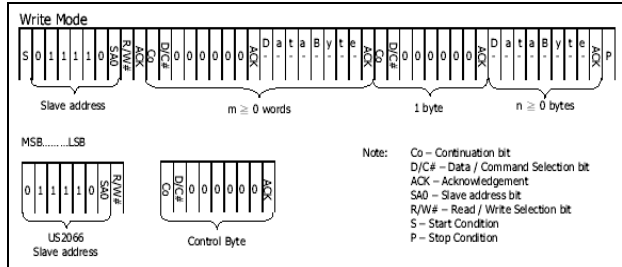 Write Mode
S 0 1 1 1 1 0 SA0 R/W# ACK Co D/C# 0 0 0 0 0 0 ACK D a t a B y t e ACK Co D/C# 0 0 0 0 0 0 ACK D a t a B y t e ACK P
Slave address
m ≧ 0 words
1 byte
n ≧ 0 bytes
MSB.........LSB
0 1 1 1 1 0 SA0 R/W#
US2066
Slave address
Co D/C# 0 0 0 0 0 0 ACK
Control Byte
Note: Co – Continuation bit
D/C# – Data / Command Selection bit
ACK – Acknowledgement
SA0 – Slave address bit
R/W# – Read / Write Selection bit
S – Start Condition
P – Stop Condition